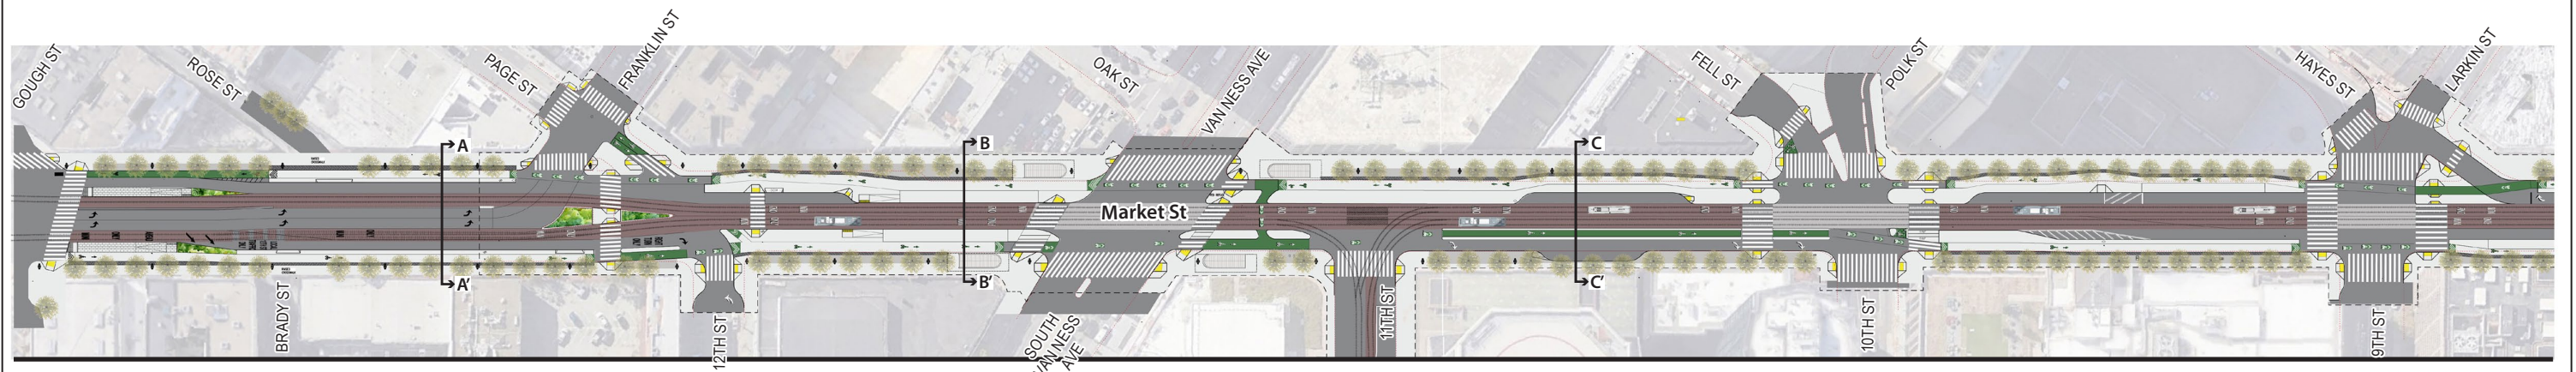 GOUGH ST
ROSE ST
PAGE ST
FRANKLIN ST
OAK ST
VAN NESS AVE
FELL ST
POLK ST
HAYES ST
LARKIN ST
A
B
C
Market St
A'
B'
C'
BRADY ST
12TH ST
SOUTH
VAN NESS
AVE
11TH ST
10TH ST
9TH ST